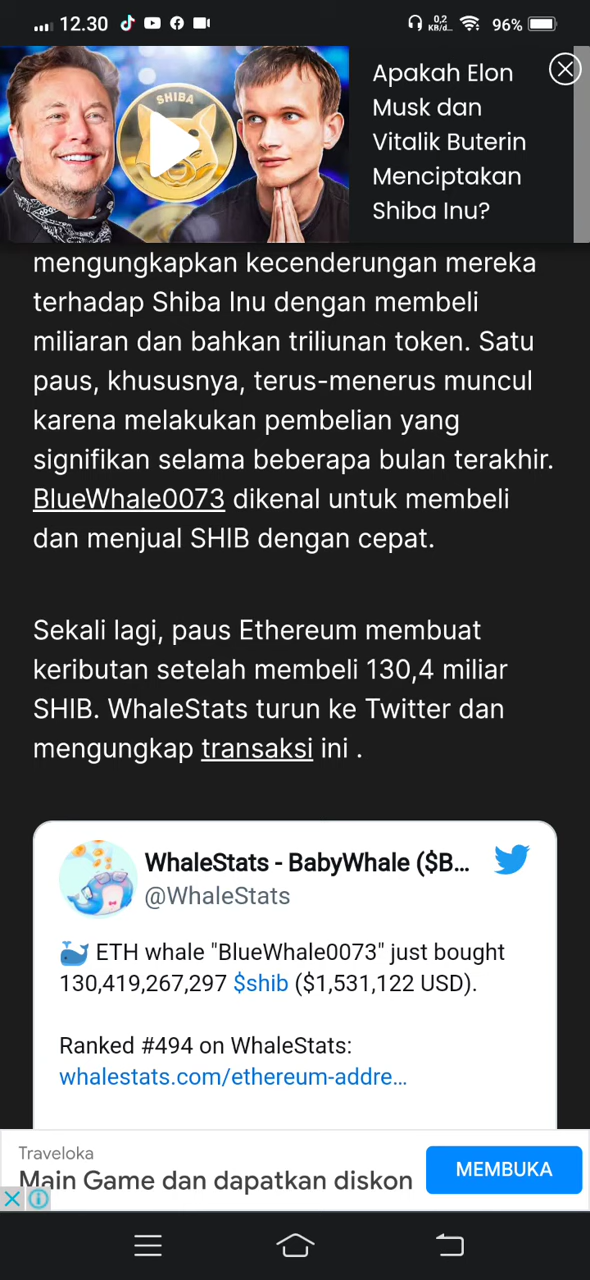 12.30
0,2
KB/d...
96%
SHIBA
Apakah Elon
Musk dan
Vitalik Buterin
Menciptakan
Shiba Inu?
mengungkapkan kecenderungan mereka
terhadap Shiba Inu dengan membeli
miliaran dan bahkan triliunan token. Satu
paus, khususnya, terus-menerus muncul
karena melakukan pembelian yang
signifikan selama beberapa bulan terakhir.
BlueWhale0073 dikenal untuk membeli
dan menjual SHIB dengan cepat.
Sekali lagi, paus Ethereum membuat
keributan setelah membeli 130,4 miliar
SHIB. WhaleStats turun ke Twitter dan
mengungkap transaksi ini .
WhaleStats - BabyWhale ($B...
@WhaleStats
🐳 ETH whale "BlueWhale0073" just bought
130,419,267,297 $shib ($1,531,122 USD).
Ranked #494 on WhaleStats:
whalestats.com/ethereum-addre...
Traveloka
Main Game dan dapatkan diskon
MEMBUKA